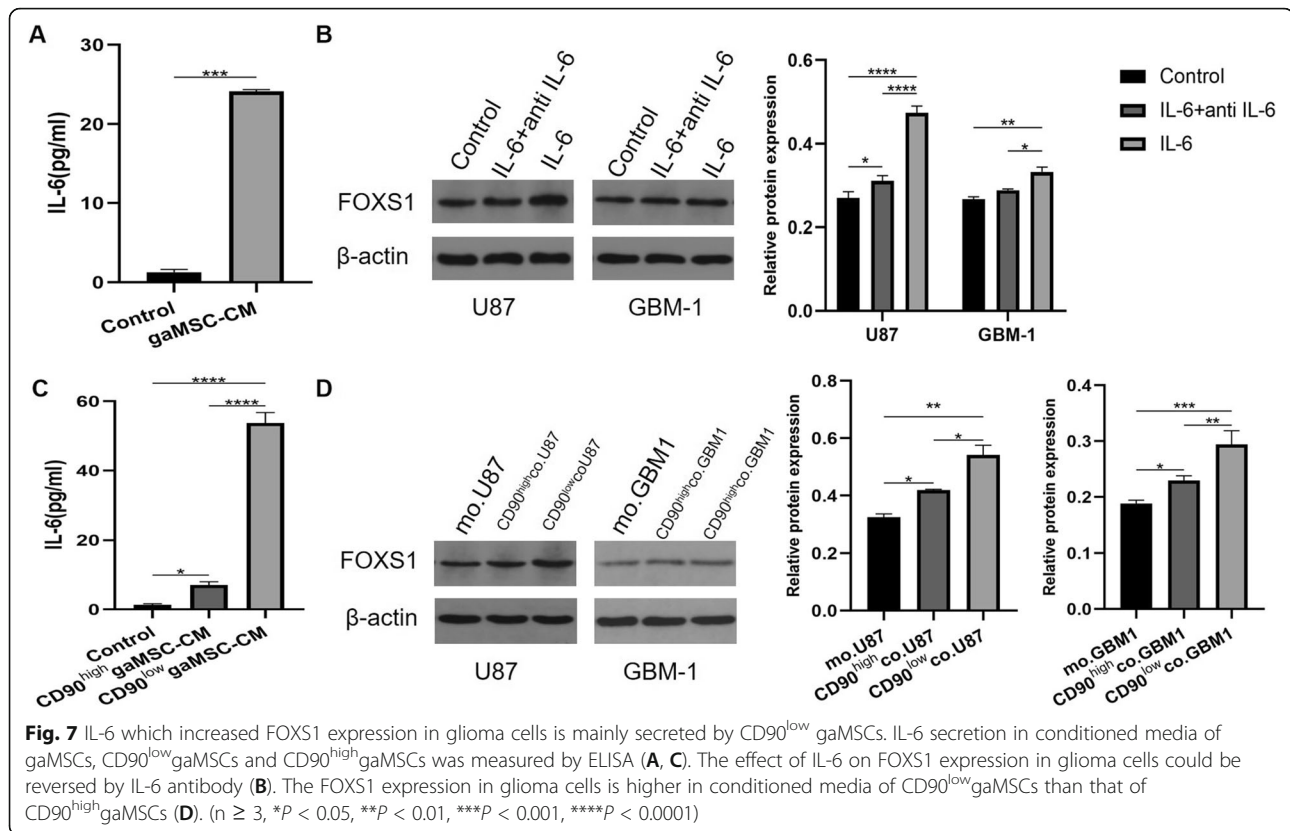 A
IL-6(pg/ml)
30
20
10
0
Control
gaMSC-CM
***
B
Control
IL-6+anti IL-6
IL-6
Control
IL-6+anti IL-6
IL-6
FOXS1
β-actin
U87
GBM-1
Relative protein expression
0.6
0.4
0.2
0.0
****
****
*
**
*
U87
GBM-1
Control
IL-6+anti IL-6
IL-6
C
IL-6(pg/ml)
60
40
20
0
****
****
*
Control
CD90high gaMSC-CM
CD90low gaMSC-CM
D
mo.U87
CD90highco.U87
CD90lowcoU87
mo.GBM1
CD90highco.GBM1
CD90highco.GBM1
FOXS1
β-actin
U87
GBM-1
Relative protein expression
0.8
0.6
0.4
0.2
0.0
**
*
*
mo.U87
CD90high co.U87
CD90low co.U87
Relative protein expression
0.4
0.3
0.2
0.1
0.0
***
**
*
mo.GBM1
CD90high co.GBM1
CD90low co.GBM1
Fig. 7 IL-6 which increased FOXS1 expression in glioma cells is mainly secreted by CD90low gaMSCs. IL-6 secretion in conditioned media of
gaMSCs, CD90lowgaMSCs and CD90highgaMSCs was measured by ELISA (A, C). The effect of IL-6 on FOXS1 expression in glioma cells could be
reversed by IL-6 antibody (B). The FOXS1 expression in glioma cells is higher in conditioned media of CD90lowgaMSCs than that of
CD90highgaMSCs (D). (n ≥ 3, *P < 0.05, **P < 0.01, ***P < 0.001, ****P < 0.0001)